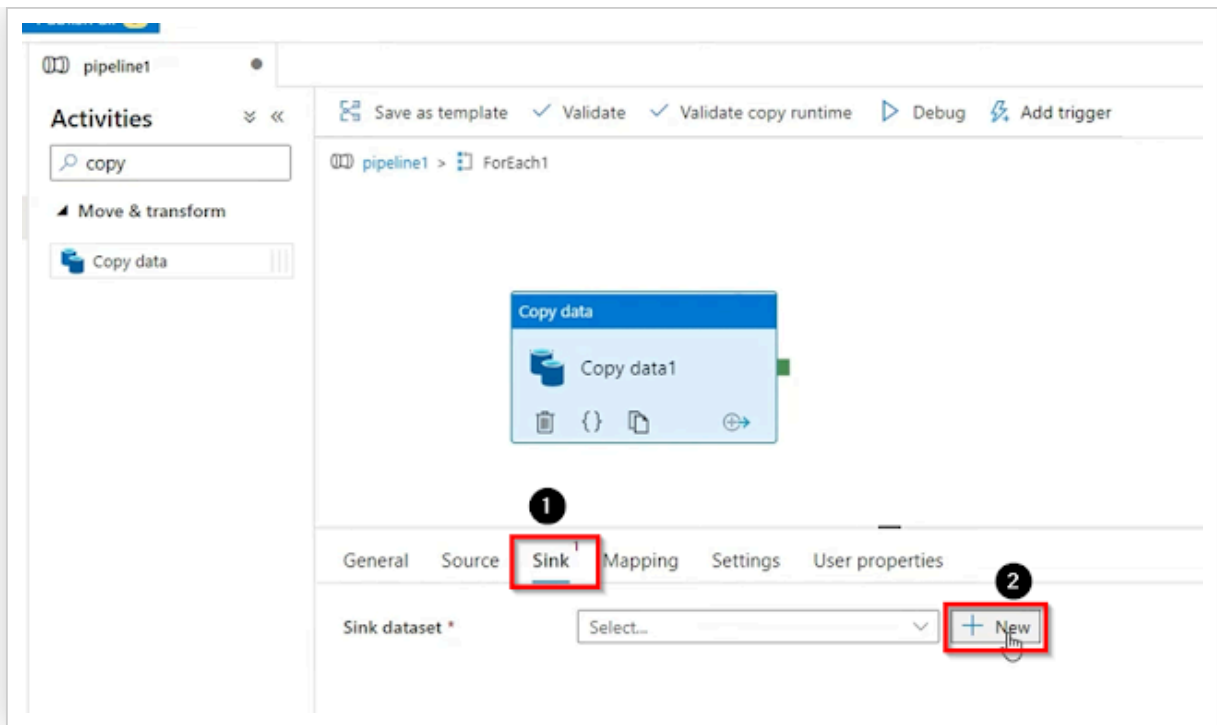 pipeline1
Activities
Save as template Validate Validate copy runtime Debug Add trigger
copy
pipeline1 > ForEach1
Move & transform
Copy data
Copy data
Copy data1
{}
1
General Source Sink 1 Mapping Settings User properties
2
Sink dataset * Select... + New